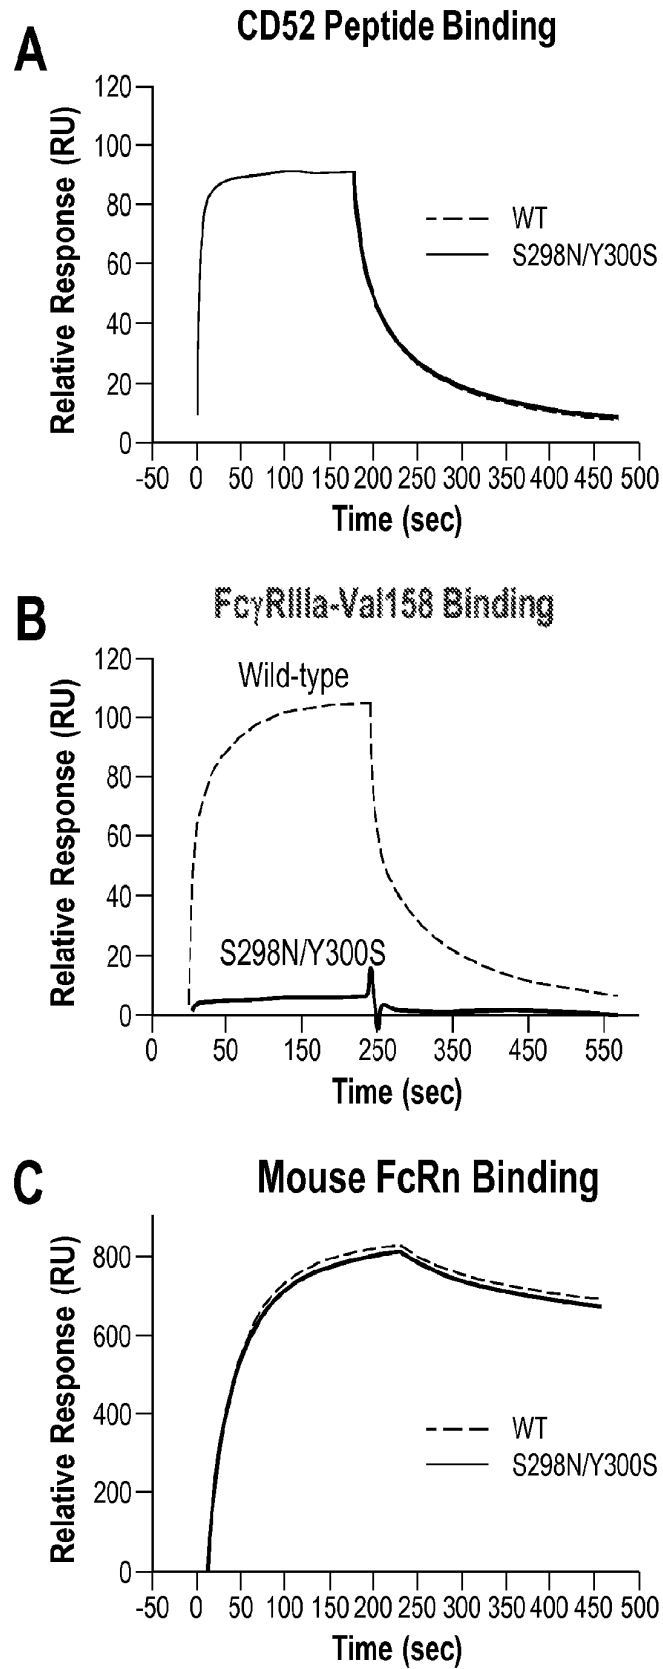 A
CD52 Peptide Binding
Relative Response (RU)
120
100
80
60
40
20
0
-50 0 50 100 150 200 250 300 350 400 450 500
Time (sec)
WT
S298N/Y300S
B
FcγRIIIa-Val158 Binding
Relative Response (RU)
120
100
80
60
40
20
0
0 50 150 250 350 450 550
Time (sec)
Wild-type
S298N/Y300S
C
Mouse FcRn Binding
Relative Response (RU)
800
600
400
200
0
-50 0 50 100 150 200 250 300 350 400 450 500
Time (sec)
WT
S298N/Y300S